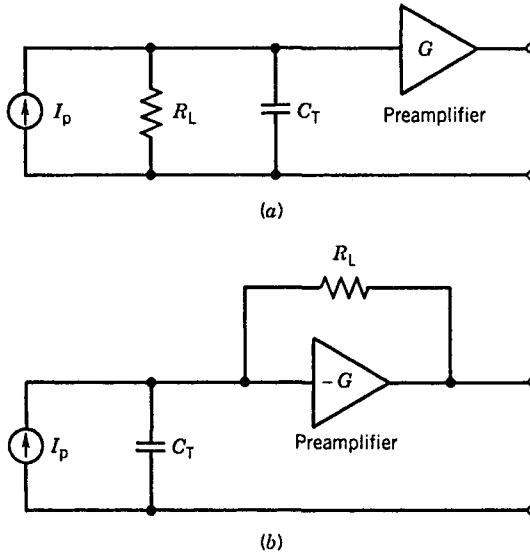 G
I_p
R_L
C_T
Preamplifier
(a)
R_L
-G
Preamplifier
I_p
C_T
(b)